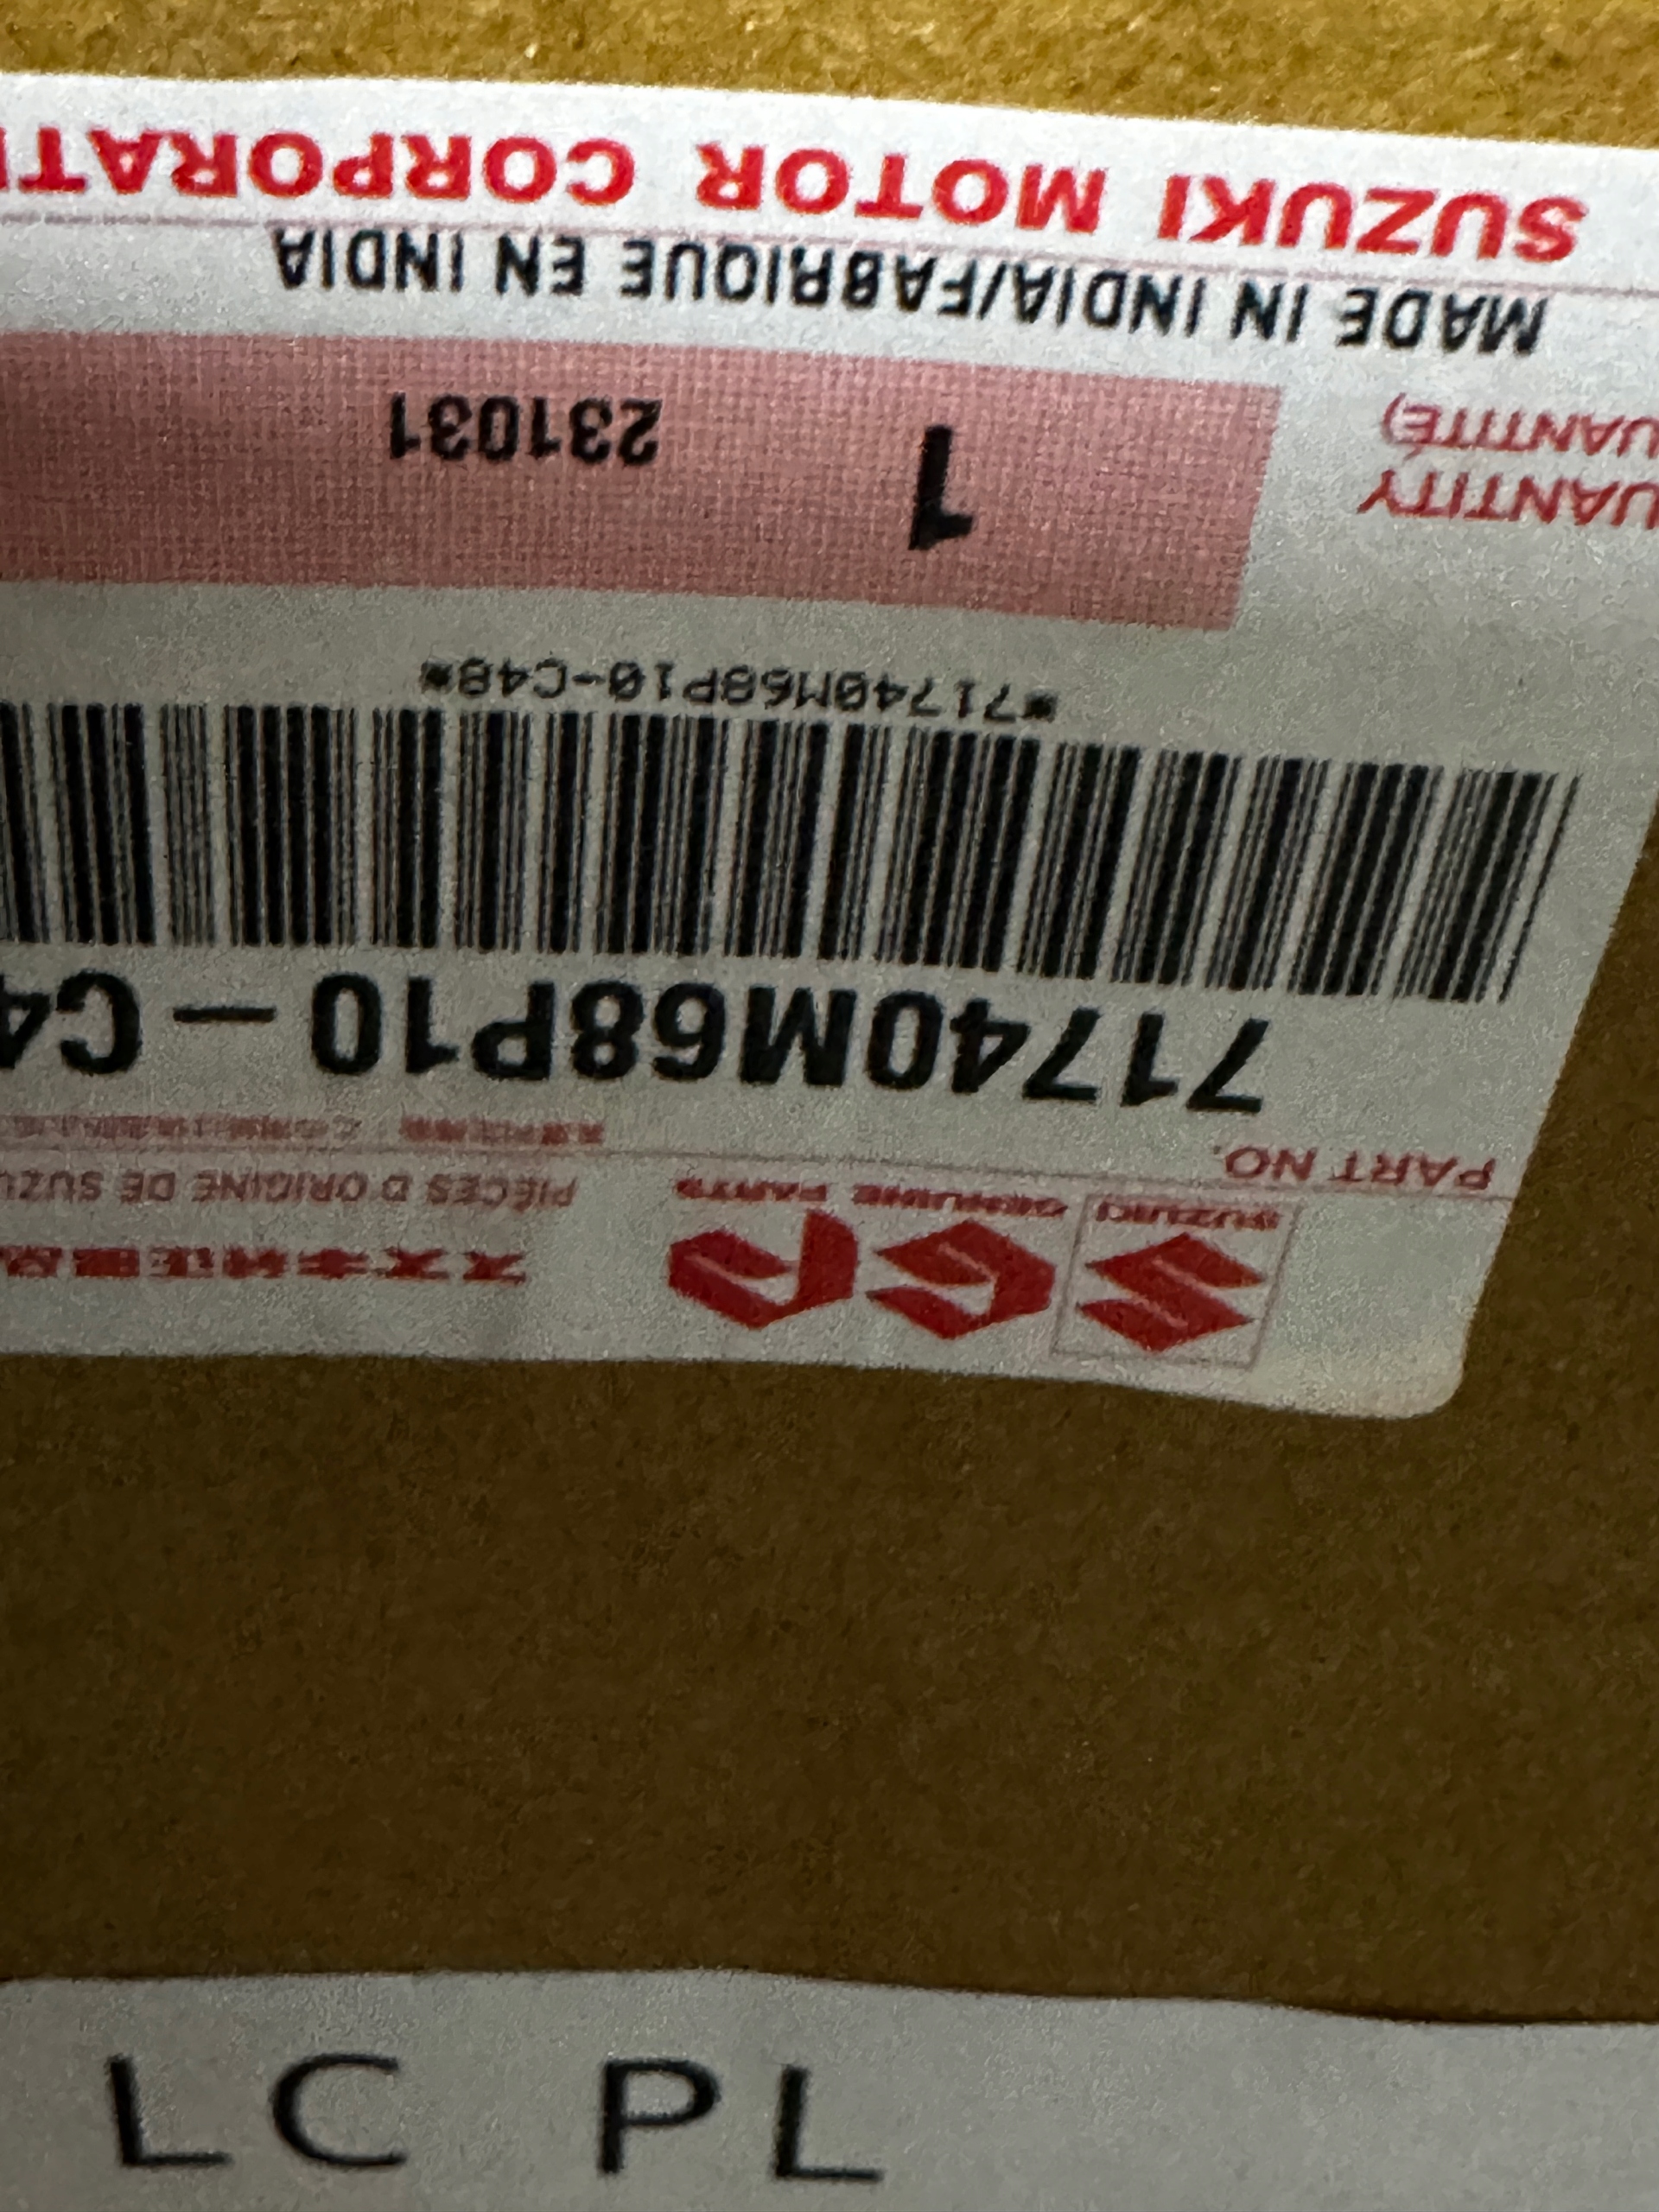 SUZUKI GENUINE PARTS
PIÈCES D'ORIGINE DE SUZU
PART NO.
71740M68P10 – C4
*71740M68P10-C48*
UANTITY
UANTITÉ)
1
231031
MADE IN INDIA/FABRIQUE EN INDIA
SUZUKI MOTOR CORPORATI
LC PL